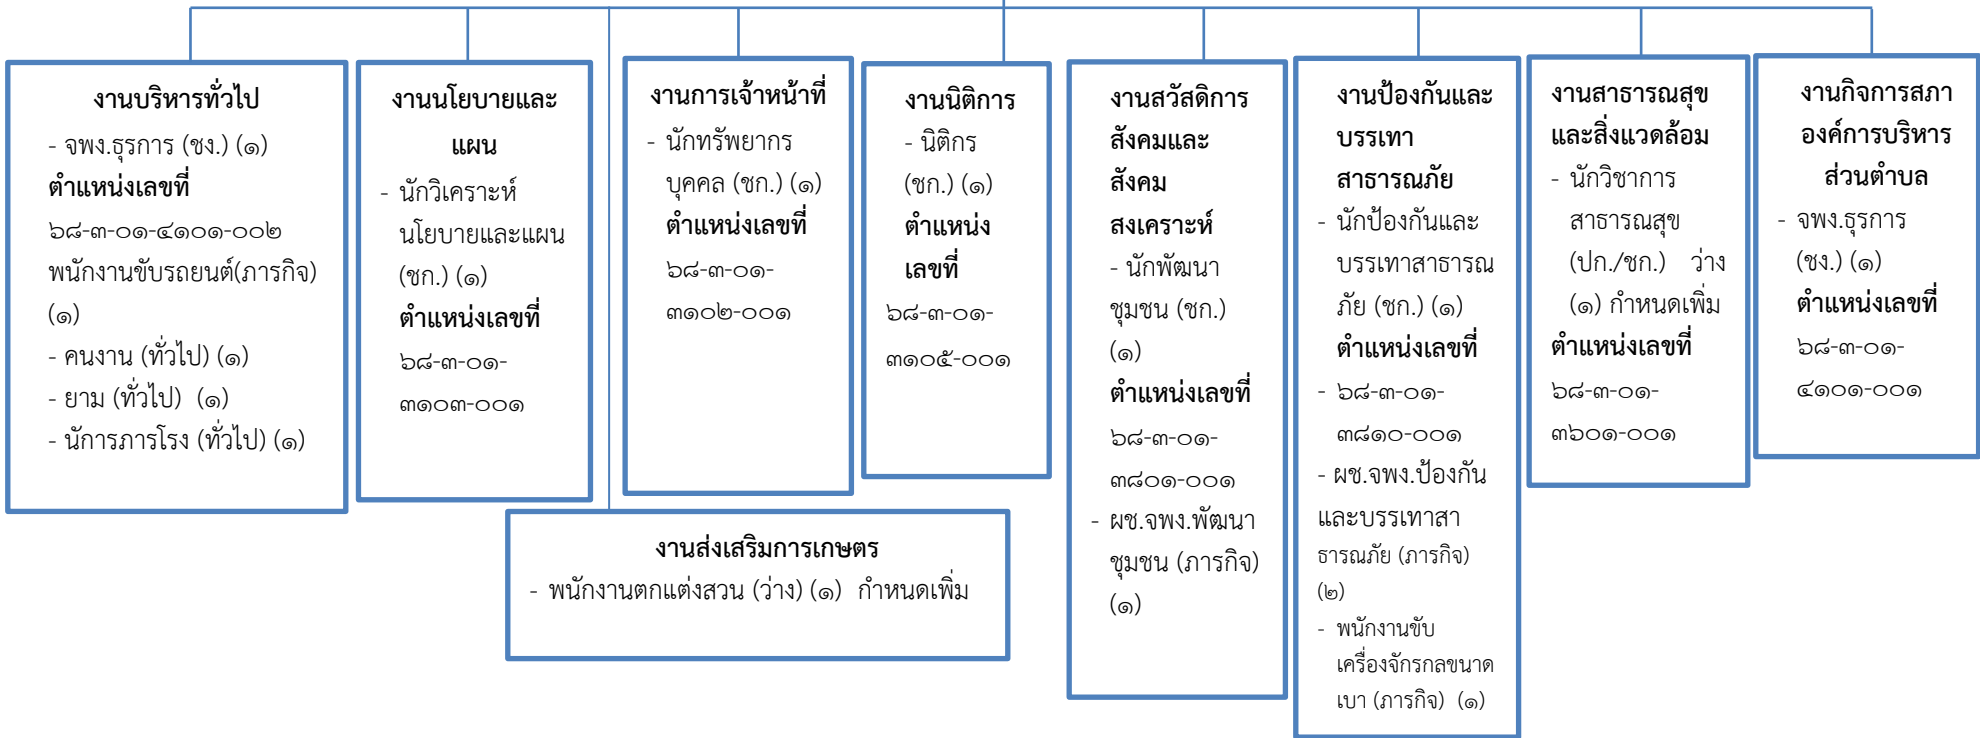 งานบริหารทั่วไป
- จพง.ธุรการ (ชง.) (๑)
ตำแหน่งเลขที่
๖๘-๓-๐๑-๔๑๐๑-๐๐๒
พนักงานขับรถยนต์(ภารกิจ)
(๑)
- คนงาน (ทั่วไป) (๑)
- ยาม (ทั่วไป) (๑)
- นักการภารโรง (ทั่วไป) (๑)
งานนโยบายและ
แผน
- นักวิเคราะห์
นโยบายและแผน
(ชก.) (๑)
ตำแหน่งเลขที่
๖๘-๓-๐๑-
๓๑๐๓-๐๐๑
งานการเจ้าหน้าที่
- นักทรัพยากร
บุคคล (ชก.) (๑)
ตำแหน่งเลขที่
๖๘-๓-๐๑-
๓๑๐๒-๐๐๑
งานนิติการ
- นิติกร
(ชก.) (๑)
ตำแหน่ง
เลขที่
๖๘-๓-๐๑-
๓๑๐๕-๐๐๑
งานสวัสดิการ
สังคมและ
สังคม
สงเคราะห์
- นักพัฒนา
ชุมชน (ชก.)
(๑)
ตำแหน่งเลขที่
๖๘-๓-๐๑-
๓๘๐๑-๐๐๑
- ผช.จพง.พัฒนา
ชุมชน (ภารกิจ)
(๑)
งานป้องกันและ
บรรเทา
สาธารณภัย
- นักป้องกันและ
บรรเทาสาธารณ
ภัย (ชก.) (๑)
ตำแหน่งเลขที่
- ๖๘-๓-๐๑-
๓๘๑๐-๐๐๑
- ผช.จพง.ป้องกัน
และบรรเทาสา
ธารณภัย (ภารกิจ)
(๒)
- พนักงานขับ
เครื่องจักรกลขนาด
เบา (ภารกิจ) (๑)
งานสาธารณสุข
และสิ่งแวดล้อม
- นักวิชาการ
สาธารณสุข
(ปก./ชก.) ว่าง
(๑) กำหนดเพิ่ม
ตำแหน่งเลขที่
๖๘-๓-๐๑-
๓๖๐๑-๐๐๑
งานกิจการสภา
องค์การบริหาร
ส่วนตำบล
- จพง.ธุรการ
(ชง.) (๑)
ตำแหน่งเลขที่
๖๘-๓-๐๑-
๔๑๐๑-๐๐๑
งานส่งเสริมการเกษตร
- พนักงานตกแต่งสวน (ว่าง) (๑) กำหนดเพิ่ม